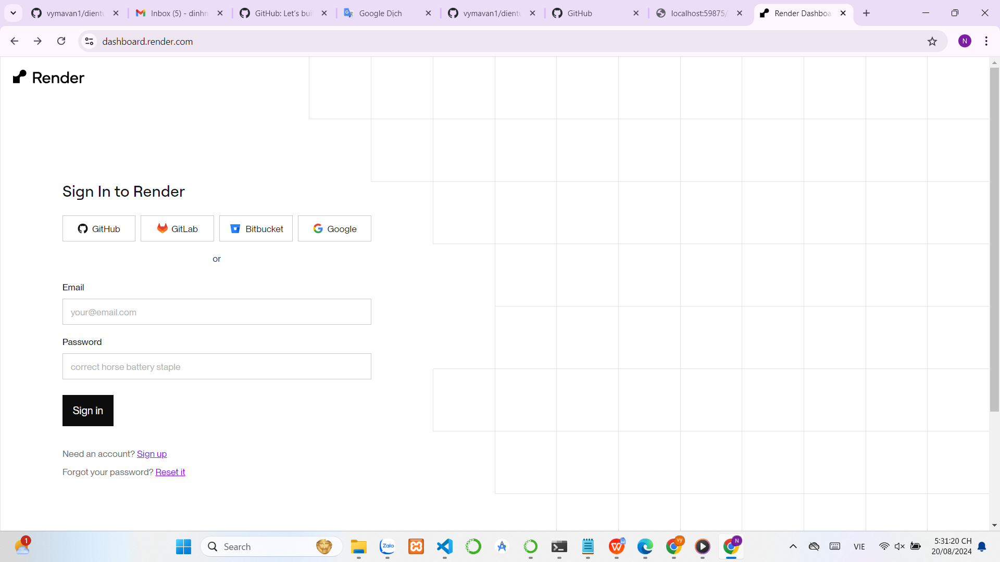 vymavan1/dientu
Inbox (5) - dinhn
GitHub: Let's bui
Google Dịch
vymavan1/dientu
GitHub
localhost:59875/
Render Dashboa
dashboard.render.com
N
Render
Sign In to Render
GitHub
GitLab
Bitbucket
Google
or
Email
your@email.com
Password
correct horse battery staple
Sign in
Need an account? Sign up
Forgot your password? Reset it
1
Search
Zalo
vy
N
VIE
5:31:20 CH
20/08/2024